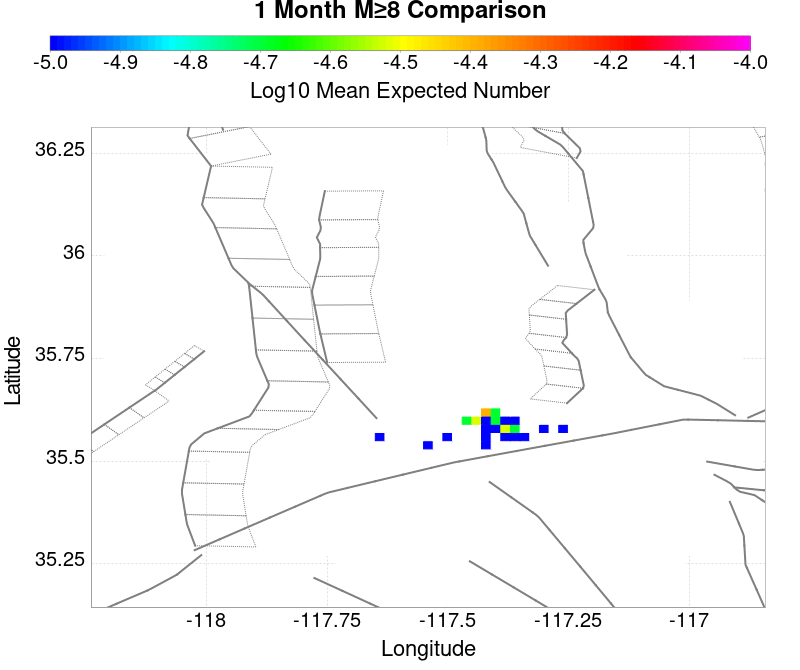 1 Month M≥8 Comparison
-5.0 -4.9 -4.8 -4.7 -4.6 -4.5 -4.4 -4.3 -4.2 -4.1 -4.0
Log10 Mean Expected Number
36.25
36
35.75
35.5
35.25
Latitude
-118 -117.75 -117.5 -117.25 -117
Longitude